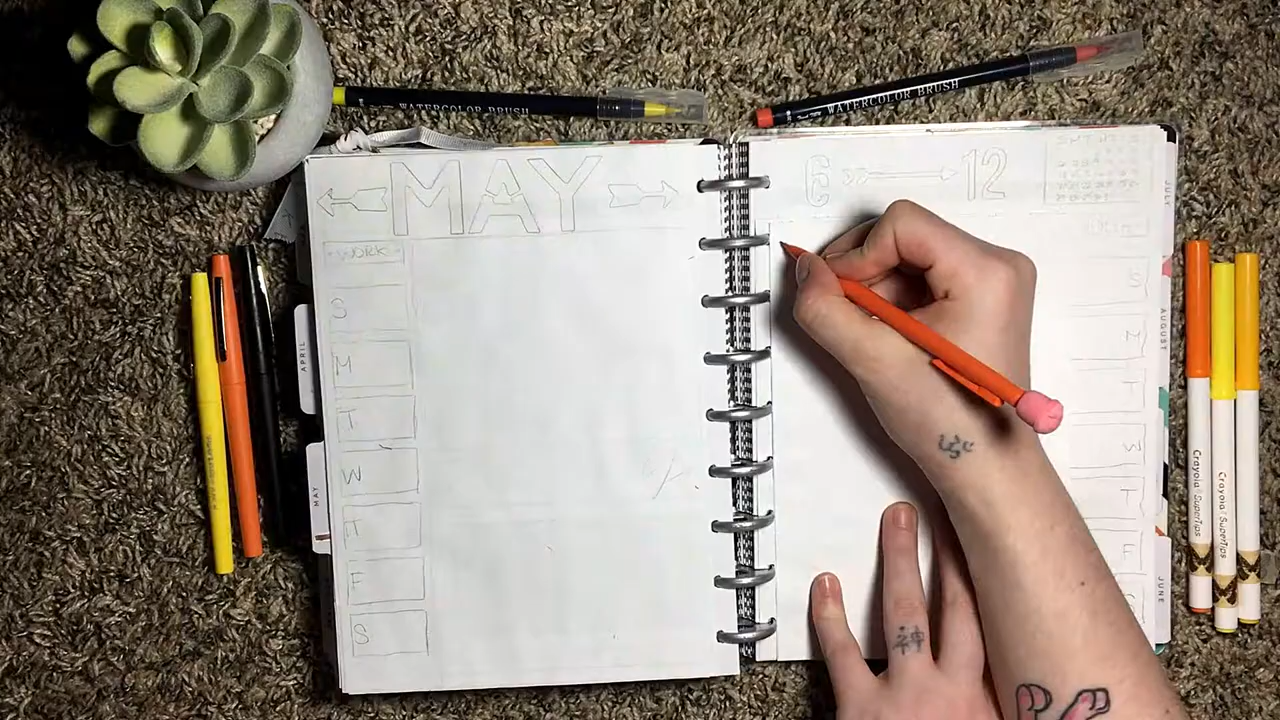 WATERCOLOR BRUSH
WATERCOLOR BRUSH
MAY
6 12
WORK
S
M
T
W
T
F
S
S
M
T
W
T
F
APRIL
MAY
JULY
AUGUST
JUNE
神
Crayola SuperTips
Crayola SuperTips